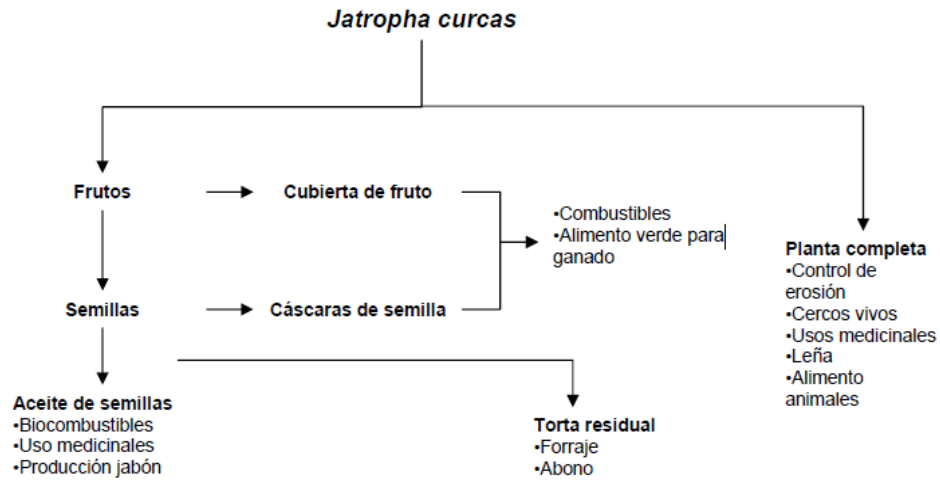 Jatropha curcas
Frutos
Cubierta de fruto
•Combustibles
•Alimento verde para
ganado
Planta completa
•Control de
erosión
•Cercos vivos
•Usos medicinales
•Leña
•Alimento
animales
Semillas
Cáscaras de semilla
Aceite de semillas
•Biocombustibles
•Uso medicinales
•Producción jabón
Torta residual
•Forraje
•Abono